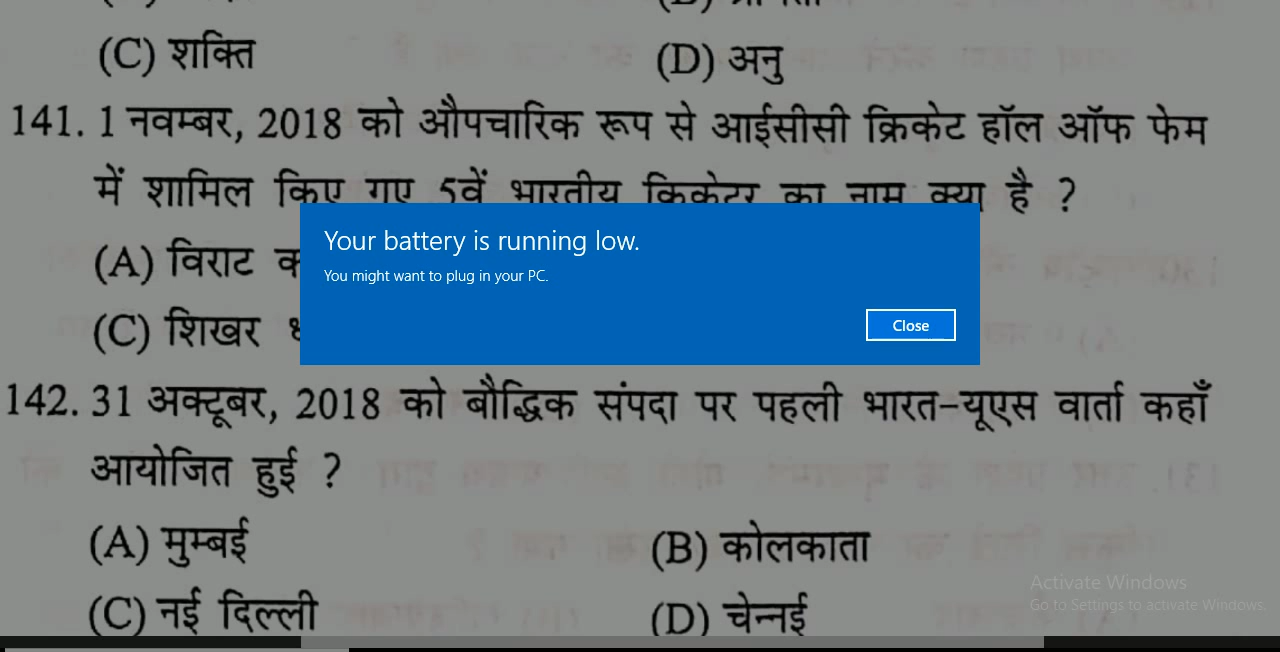 (C) शक्ति
(D) अनु
141. 1 नवम्बर, 2018 को औपचारिक रूप से आईसीसी क्रिकेट हॉल ऑफ फेम
में शामिल किए गए 5वें भारतीय क्रिकेटर का नाम क्या है ?
(A) विराट
(C) शिखर
Your battery is running low.
You might want to plug in your PC.
Close
142. 31 अक्टूबर, 2018 को बौद्धिक संपदा पर पहली भारत-यूएस वार्ता कहाँ
आयोजित हुई ?
(A) मुम्बई
(B) कोलकाता
(C) नई दिल्ली
(D) चेन्नई
Activate Windows
Go to Settings to activate Windows.